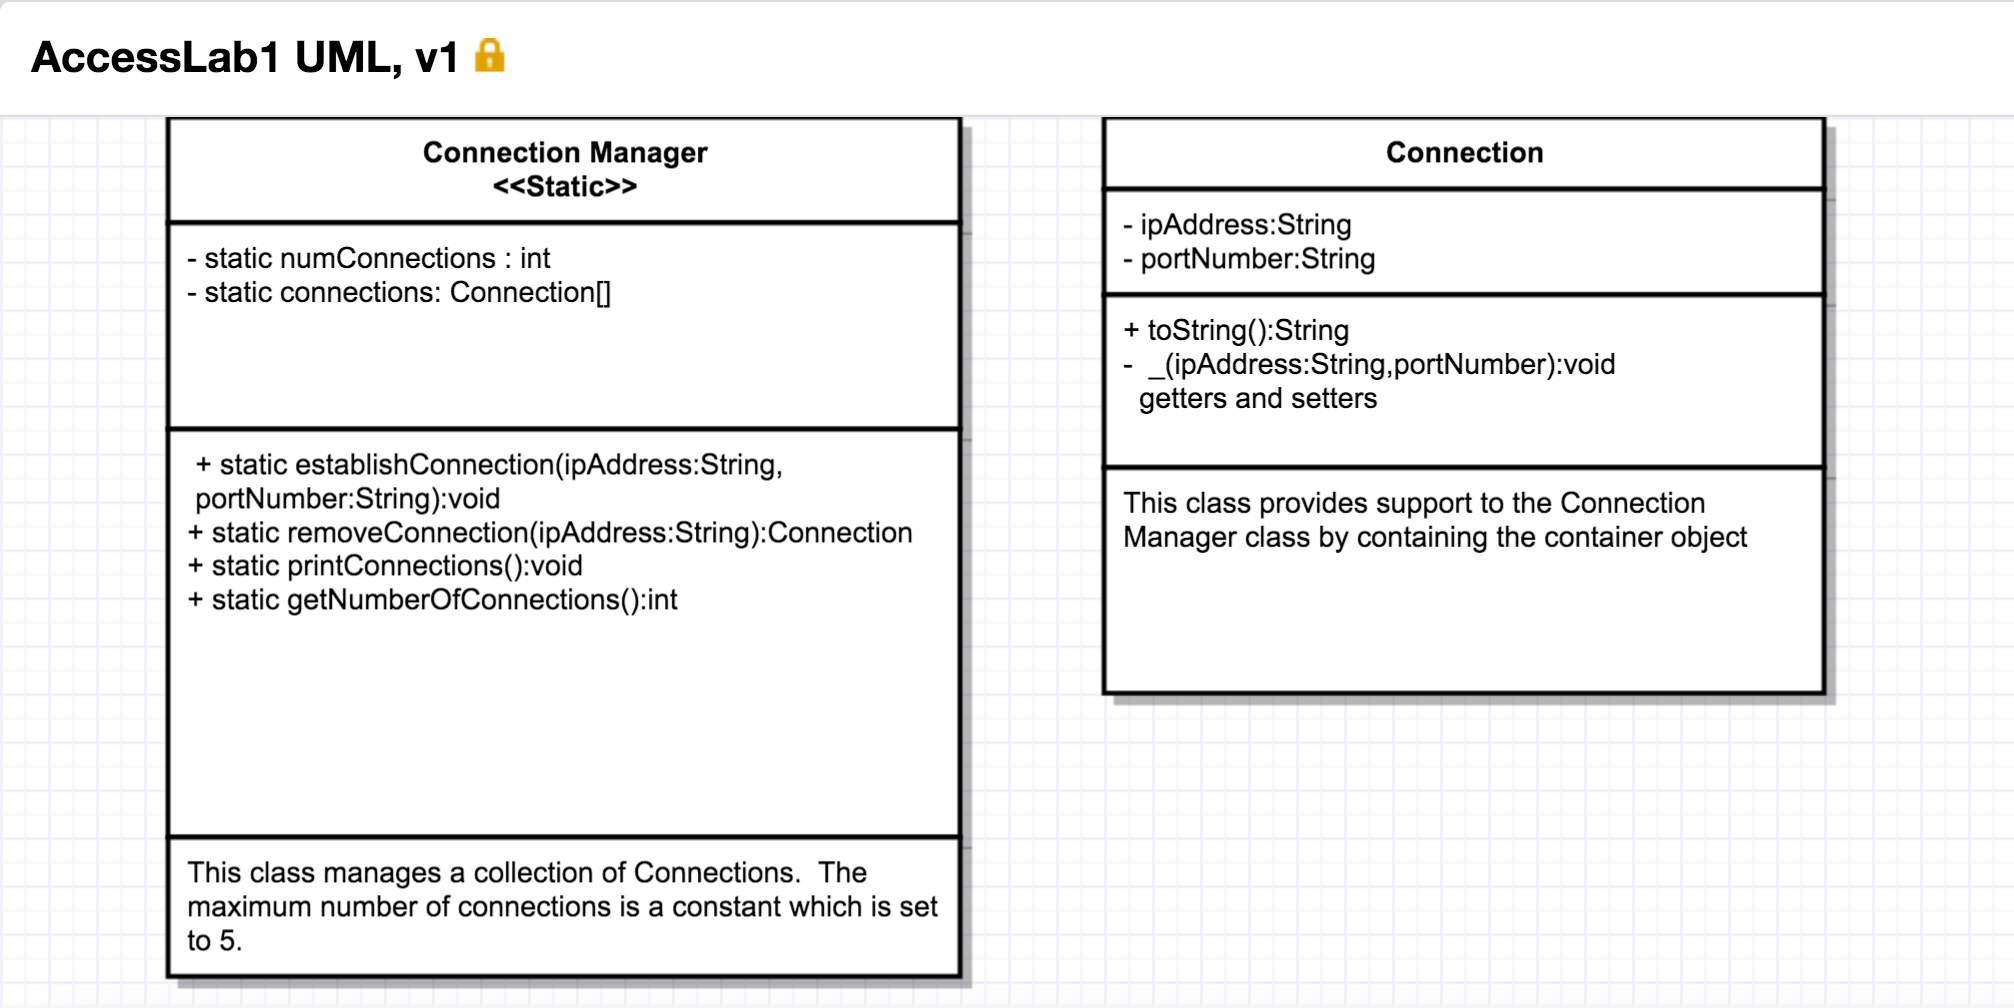 AccessLab1 UML, v1
Connection Manager
<<Static>>
- static numConnections : int
- static connections: Connection[]
+ static establishConnection(ipAddress:String,
portNumber:String):void
+ static removeConnection(ipAddress:String):Connection
+ static printConnections():void
+ static getNumberOfConnections():int
This class manages a collection of Connections.  The
maximum number of connections is a constant which is set
to 5.
Connection
- ipAddress:String
- portNumber:String
+ toString():String
-  _(ipAddress:String,portNumber):void
getters and setters
This class provides support to the Connection
Manager class by containing the container object